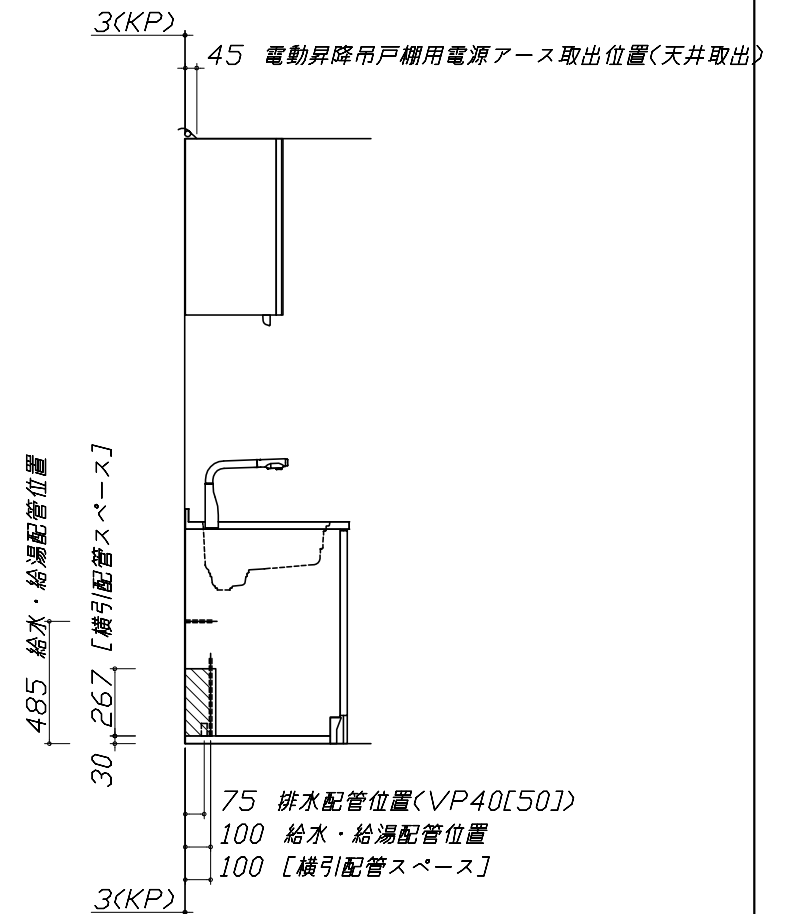 3(KP)
45 電動昇降吊戸棚用電源アース取出位置(天井取出)
485 給水・給湯配管位置
30 267 [横引配管スペース]
75 排水配管位置(VP40[50])
100 給水・給湯配管位置
100 [横引配管スペース]
3(KP)